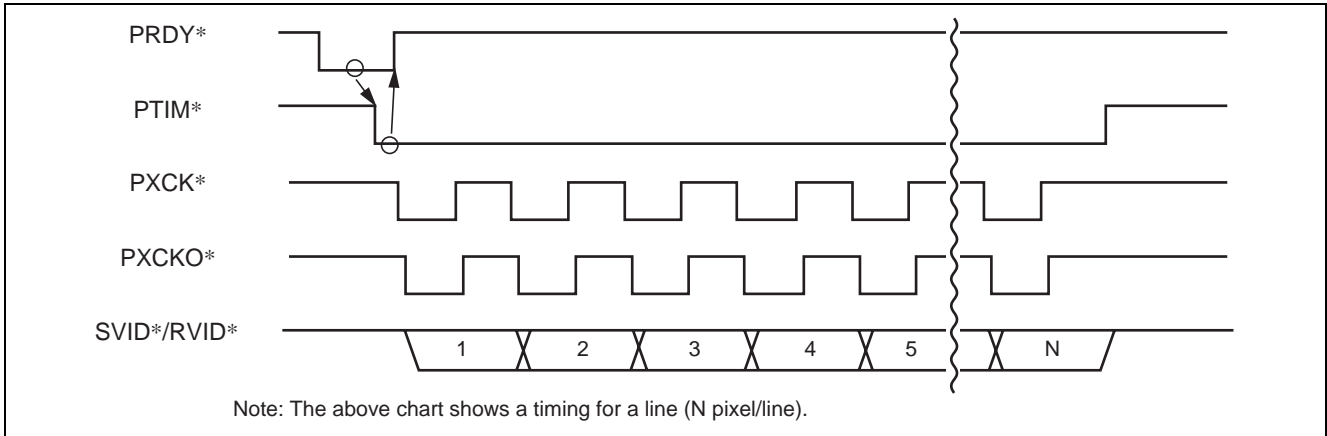 PRDY*
PTIM*
PXCK*
PXCKO*
SVID*/RVID*
1 2 3 4 5 N
Note: The above chart shows a timing for a line (N pixel/line).